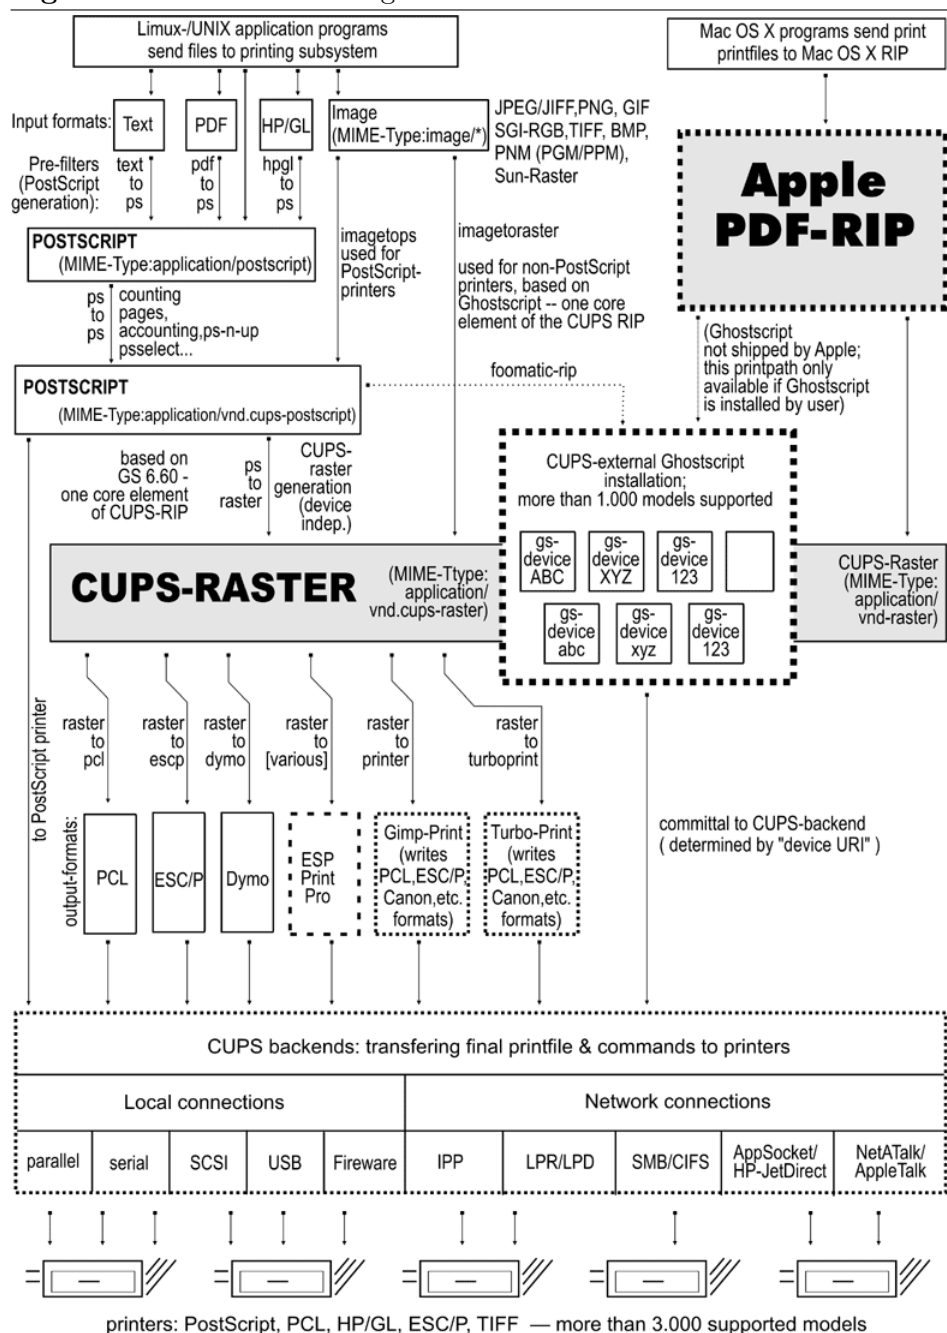 Limux-/UNIX application programs
send files to printing subsystem
Mac OS X programs send print
printfiles to Mac OS X RIP
Input formats:
Text
PDF
HP/GL
Image
(MIME-Type:image/*)
JPEG/JIFF,PNG, GIF
SGI-RGB,TIFF, BMP,
PNM (PGM/PPM),
Sun-Raster
Apple
PDF-RIP
Pre-filters
(PostScript
generation):
text
to
ps
pdf
to
ps
hpgl
to
ps
POSTSCRIPT
(MIME-Type:application/postscript)
imagetops
used for
PostScript-
printers
imagetoraster
used for non-PostScript
printers, based on
Ghostscript -- one core
element of the CUPS RIP
ps
to
ps
counting
pages,
accounting,ps-n-up
psselect...
(Ghostscript
not shipped by Apple;
this printpath only
available if Ghostscript
is installed by user)
foomatic-rip
POSTSCRIPT
(MIME-Type:application/vnd.cups-postscript)
based on
GS 6.60 -
one core element
of CUPS-RIP
ps
to
raster
CUPS-
raster
generation
(device
indep.)
CUPS-external Ghostscript
installation;
more than 1.000 models supported
gs-
device
ABC
gs-
device
XYZ
gs-
device
123
gs-
device
abc
gs-
device
xyz
gs-
device
123
CUPS-RASTER
(MIME-Ttype:
application/
vnd.cups-raster)
CUPS-Raster
(MIME-Type:
application/
vnd-raster)
to PostScript printer
raster
to
pcl
raster
to
escp
raster
to
dymo
raster
to
[various]
raster
to
printer
raster
to
turboprint
committal to CUPS-backend
( determined by "device URI" )
output-formats:
PCL
ESC/P
Dymo
ESP
Print
Pro
Gimp-Print
(writes
PCL,ESC/P,
Canon,etc.
formats)
Turbo-Print
(writes
PCL,ESC/P,
Canon,etc.
formats)
CUPS backends: transfering final printfile & commands to printers
Local connections
Network connections
parallel
serial
SCSI
USB
Fireware
IPP
LPR/LPD
SMB/CIFS
AppSocket/
HP-JetDirect
NetATalk/
AppleTalk
printers: PostScript, PCL, HP/GL, ESC/P, TIFF — more than 3.000 supported models